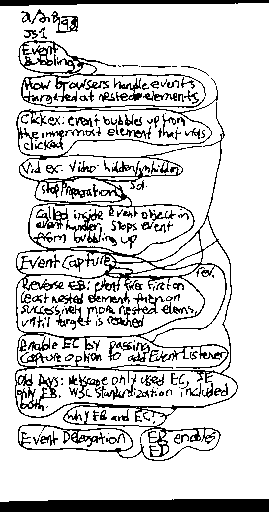 JS1 98
Event
Bubbling
How browsers handle events
targeted at nested elements
Click ex: event bubbles up from
the innermost element that was
clicked
Vid ex: Video hidden/unhidden
stopPropagation() Sol.
Called inside event object in
event handler, stops event
from bubbling up
Event Capture
rev.
Reverse EB: event fires first on
least nested element, then on
successively more nested elems,
until target is reached
Enable EC by passing
capture option to addEventListener
Old Days: Netscape only used EC, IE
only EB. W3C standardization included
both.
Why EB and EC?
Event Delegation
EB enables
ED